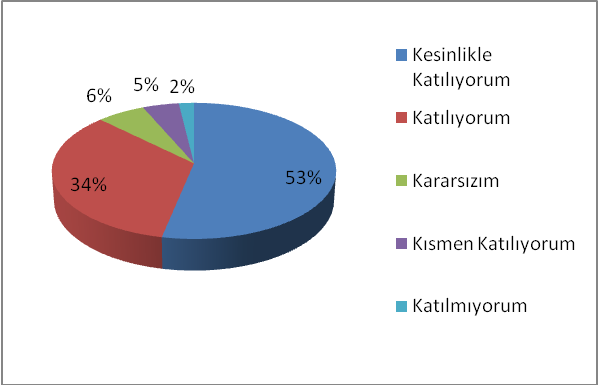 Kesinlikle
Katılıyorum
Katılıyorum
Kararsızım
Kısmen Katılıyorum
Katılmıyorum
53%
34%
6%
5%
2%